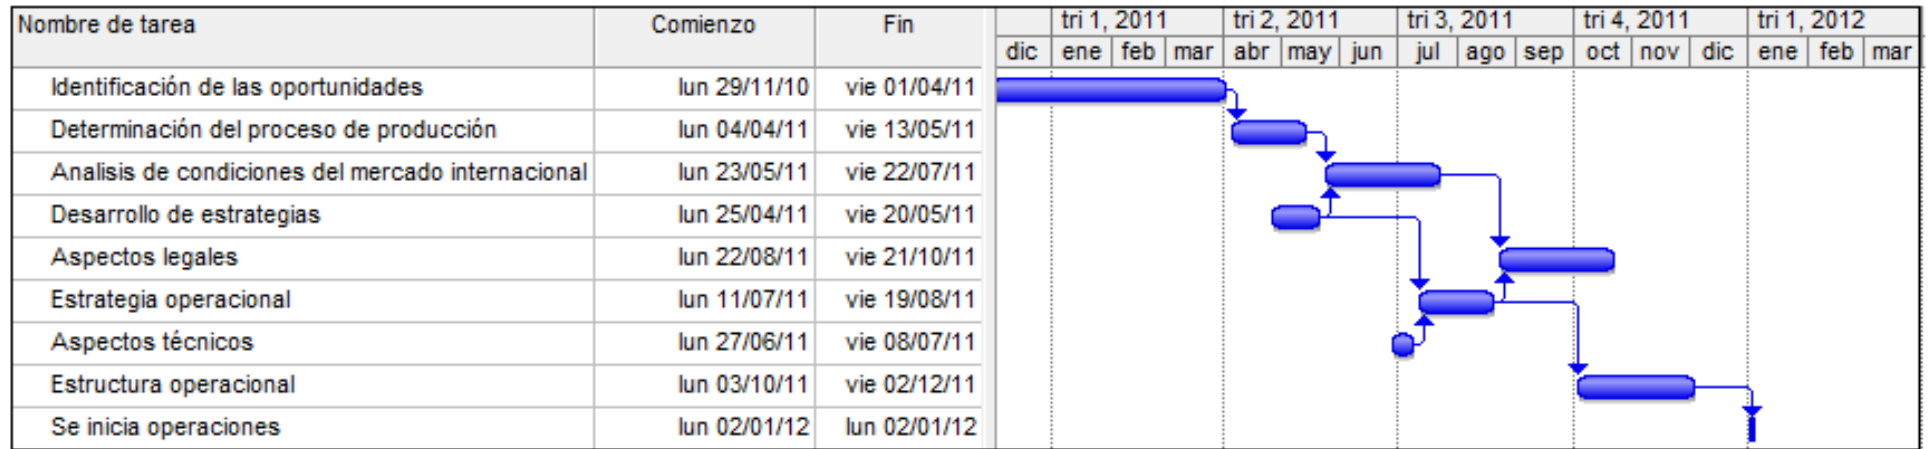 Nombre de tarea Comienzo Fin tri 1, 2011 tri 2, 2011 tri 3, 2011 tri 4, 2011 tri 1, 2012
dic ene feb mar abr may jun jul ago sep oct nov dic ene feb mar
Identificación de las oportunidades lun 29/11/10 vie 01/04/11
Determinación del proceso de producción lun 04/04/11 vie 13/05/11
Analisis de condiciones del mercado internacional lun 23/05/11 vie 22/07/11
Desarrollo de estrategias lun 25/04/11 vie 20/05/11
Aspectos legales lun 22/08/11 vie 21/10/11
Estrategia operacional lun 11/07/11 vie 19/08/11
Aspectos técnicos lun 27/06/11 vie 08/07/11
Estructura operacional lun 03/10/11 vie 02/12/11
Se inicia operaciones lun 02/01/12 lun 02/01/12